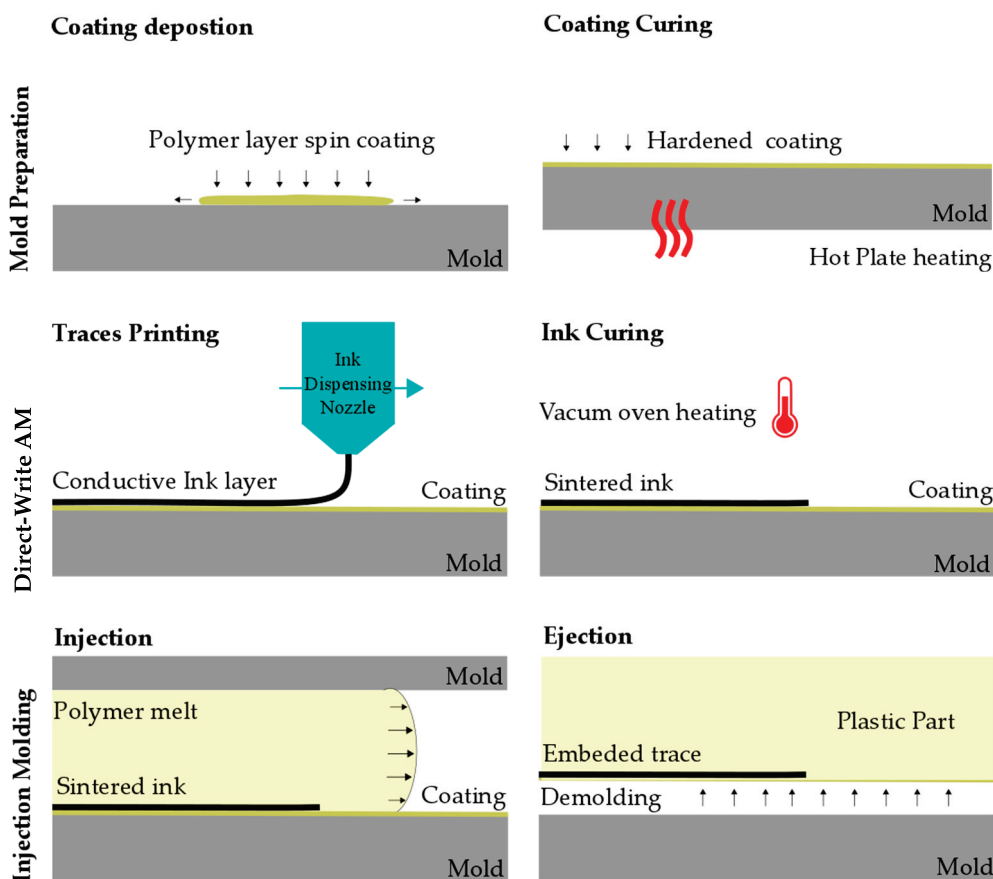 Coating depostion
Coating Curing
Mold Preparation
Polymer layer spin coating
Mold
Hardened coating
Mold
Hot Plate heating
Direct-Write AM
Traces Printing
Ink
Dispensing
Nozzle
Conductive Ink layer
Coating
Mold
Ink Curing
Vacum oven heating
Sintered ink
Coating
Mold
Injection Molding
Injection
Mold
Polymer melt
Sintered ink
Coating
Mold
Ejection
Plastic Part
Embeded trace
Demolding
Mold